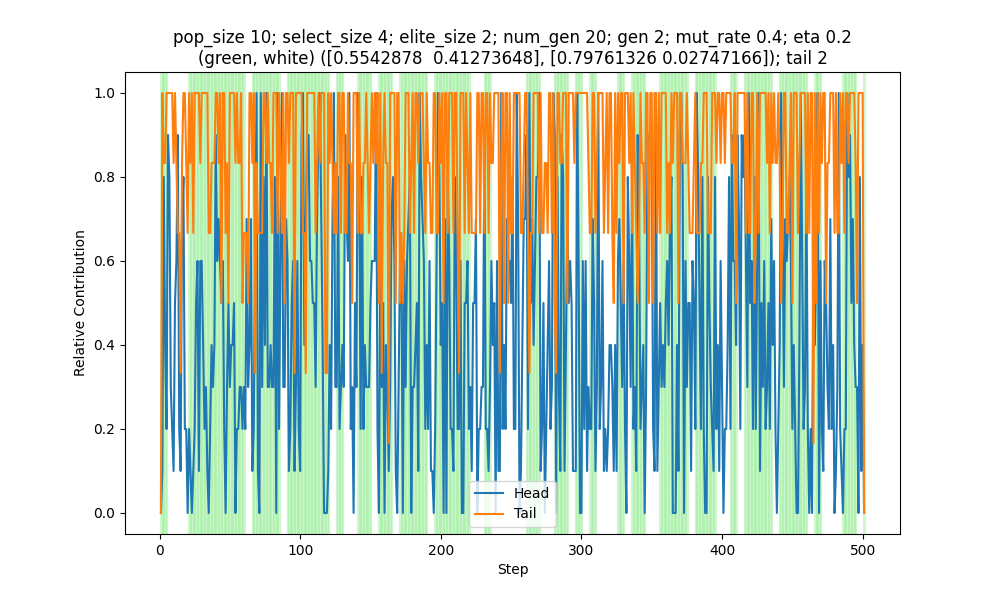 pop_size 10; select_size 4; elite_size 2; num_gen 20; gen 2; mut_rate 0.4; eta 0.2
(green, white) ([0.5542878  0.41273648], [0.79761326 0.02747166]); tail 2
Relative Contribution
1.0
0.8
0.6
0.4
0.2
0.0
Head
Tail
0
100
200
300
400
500
Step